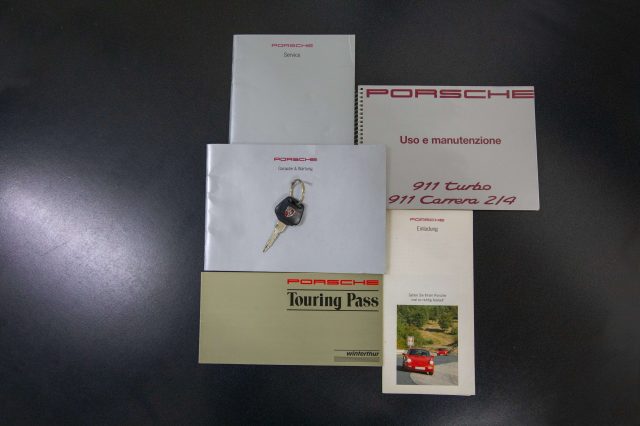 PORSCHE
Service
PORSCHE
Uso e manutenzione
911 Turbo
911 Carrera 2/4
PORSCHE
Garantie & Wartung
PORSCHE
Einladung
PORSCHE
Touring Pass
winterthur